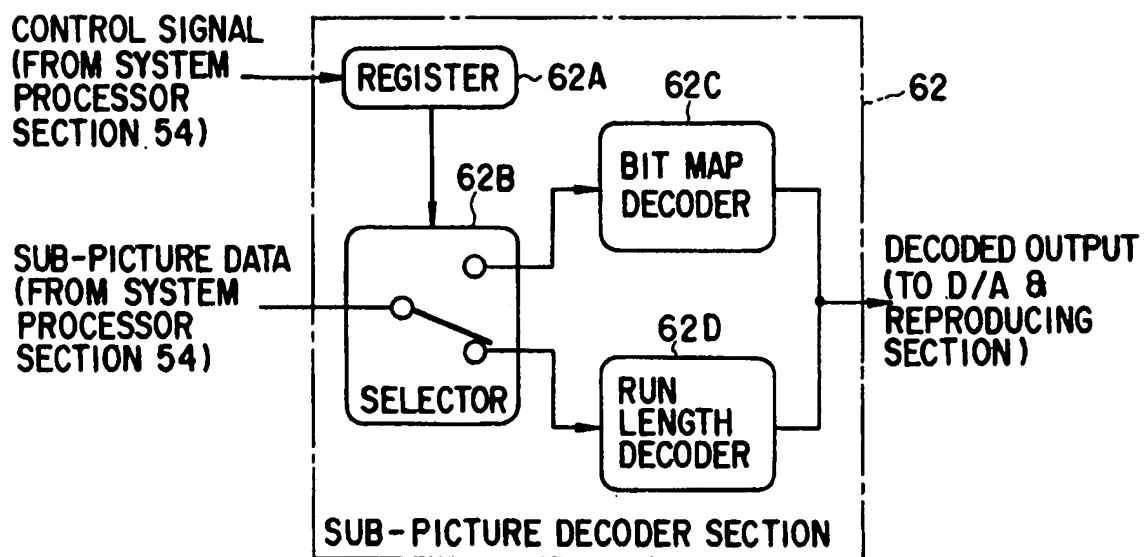 CONTROL SIGNAL
(FROM SYSTEM
PROCESSOR
SECTION 54)
REGISTER
62A
62B
62C
62
BIT MAP
DECODER
SUB-PICTURE DATA
(FROM SYSTEM
PROCESSOR
SECTION 54)
SELECTOR
DECODED OUTPUT
(TO D/A &
REPRODUCING
SECTION)
62D
RUN
LENGTH
DECODER
SUB-PICTURE DECODER SECTION